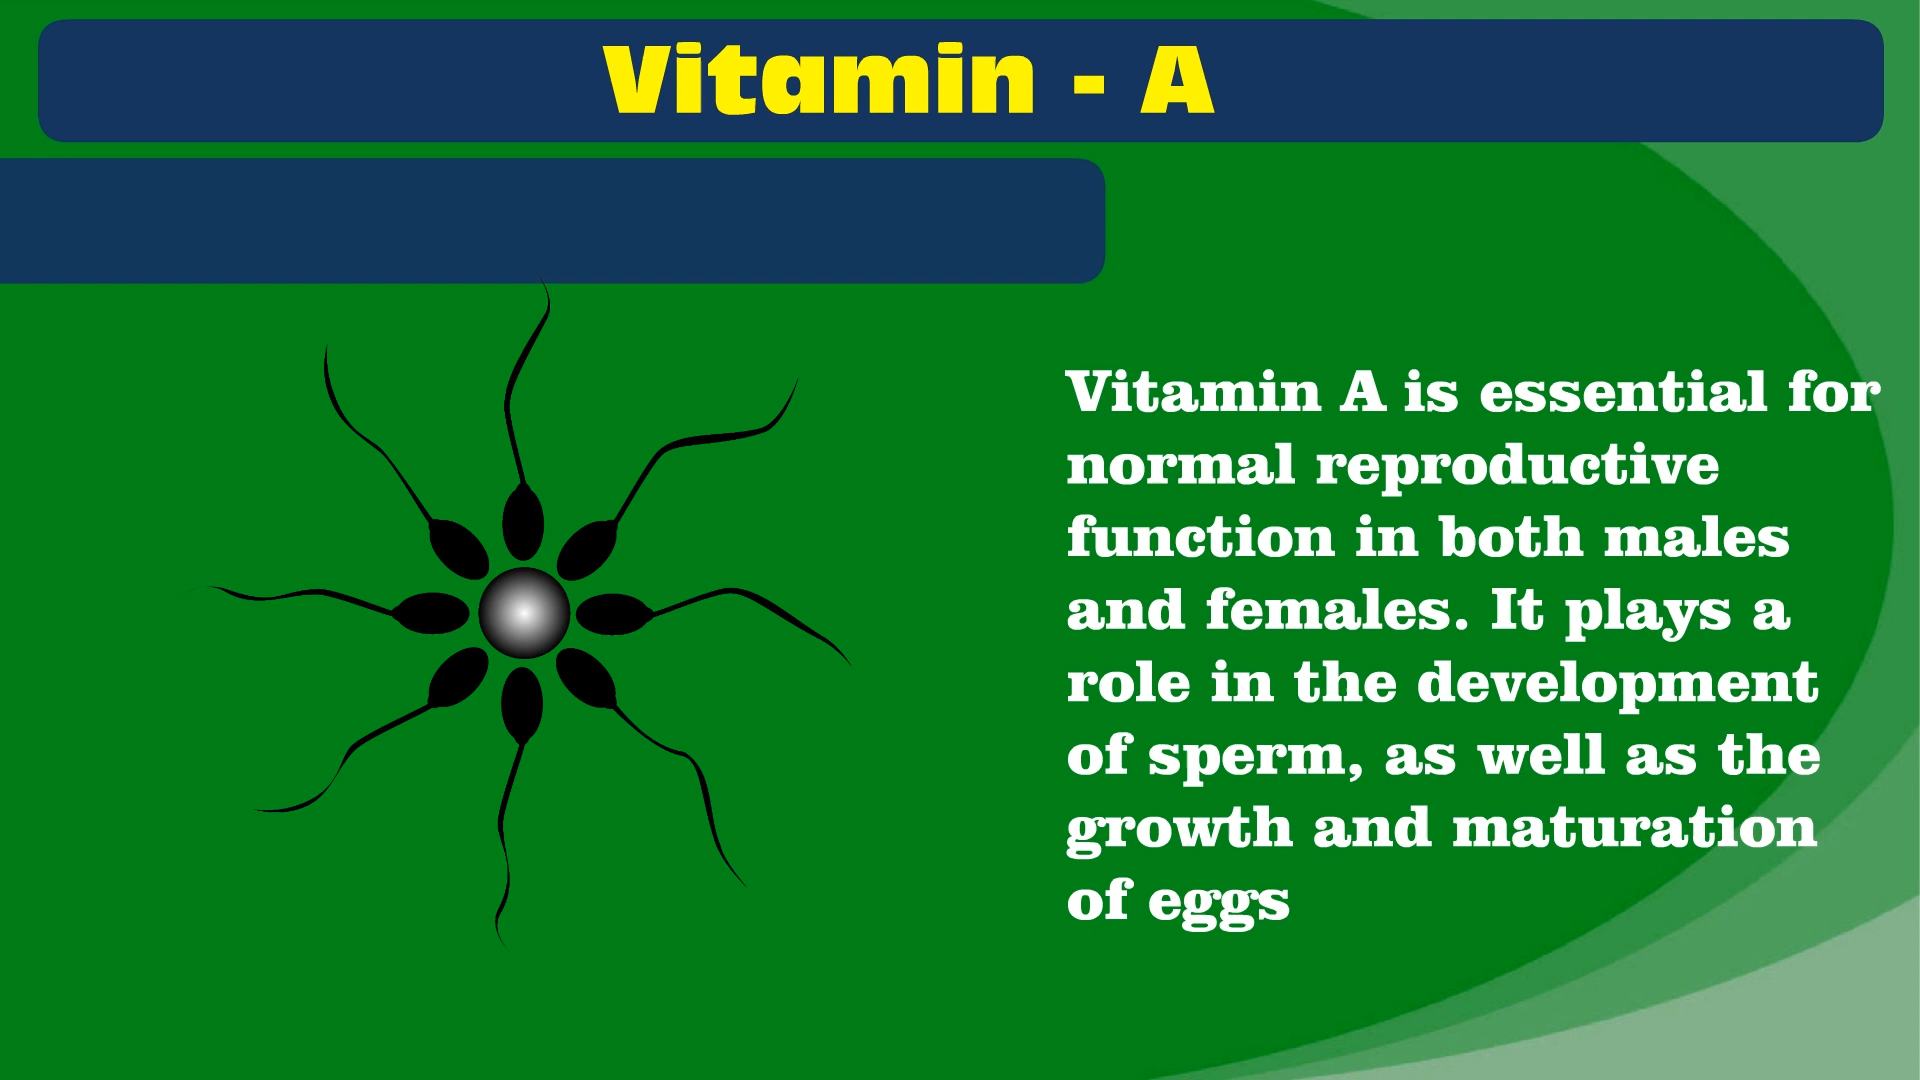 Vitamin - A
Vitamin A is essential for
normal reproductive
function in both males
and females. It plays a
role in the development
of sperm, as well as the
growth and maturation
of eggs